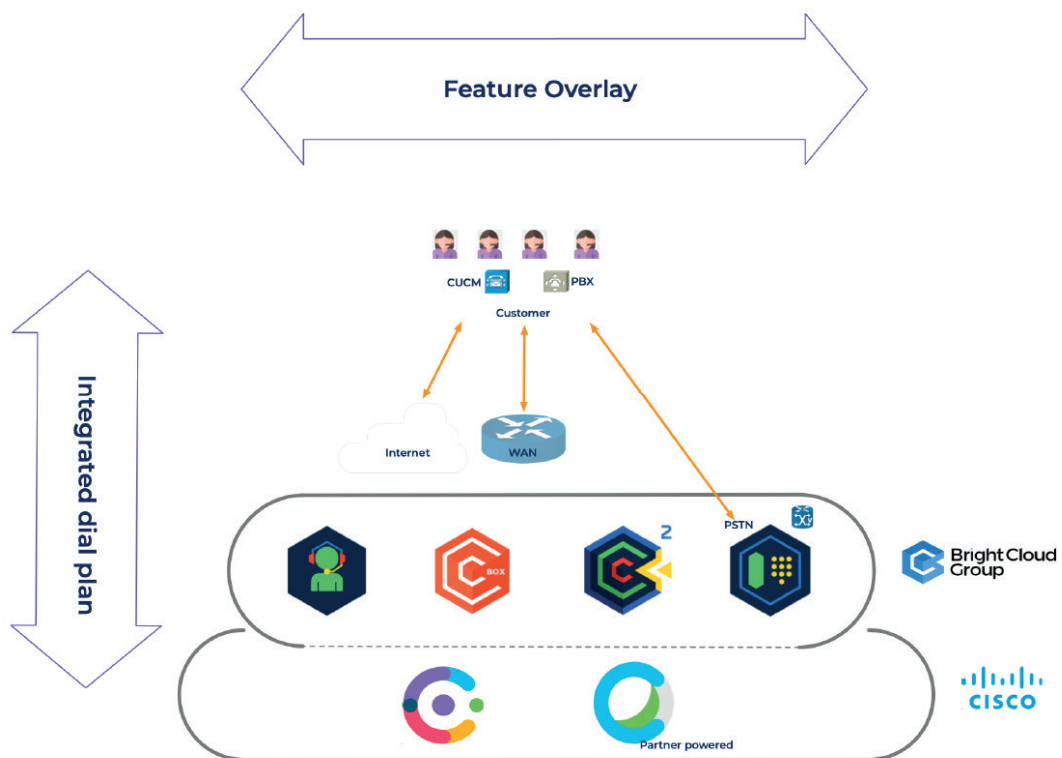 Feature Overlay
CUCM
PBX
Customer
Integrated dial plan
Internet
WAN
PSTN
2
BOX
Bright Cloud
Group
CISCO
Partner powered